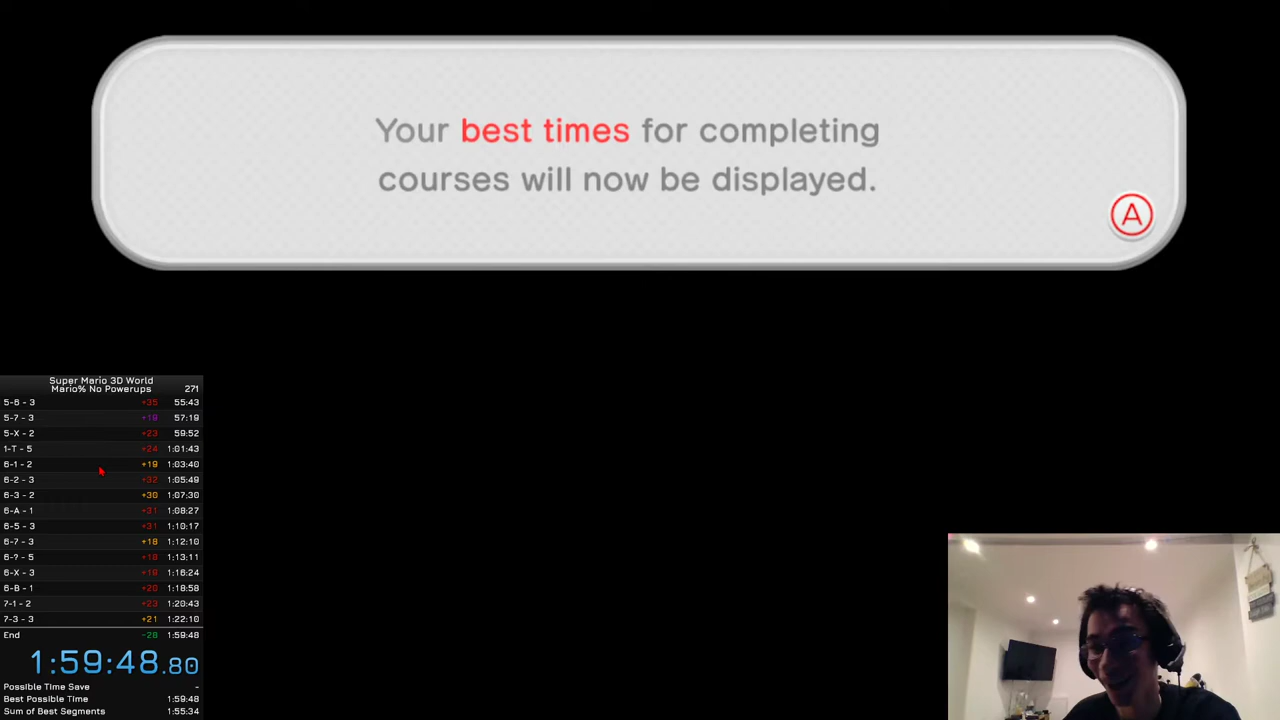 Your best times for completing
courses will now be displayed.
A
Super Mario 3D World
Mario% No Powerups 271
5-6 - 3 +35 55:43
5-7 - 3 +19 57:19
5-X - 2 +23 59:52
1-T - 5 +24 1:01:43
6-1 - 2 +19 1:03:40
6-2 - 3 +32 1:05:49
6-3 - 2 +30 1:07:30
6-A - 1 +31 1:08:27
6-5 - 3 +31 1:10:17
6-7 - 3 +18 1:12:10
6-? - 5 +18 1:13:11
6-X - 3 +19 1:16:24
6-B - 1 +20 1:18:58
7-1 - 2 +23 1:20:43
7-3 - 3 +21 1:22:10
End -28 1:59:48
1:59:48.80
Possible Time Save -
Best Possible Time 1:59:48
Sum of Best Segments 1:55:34